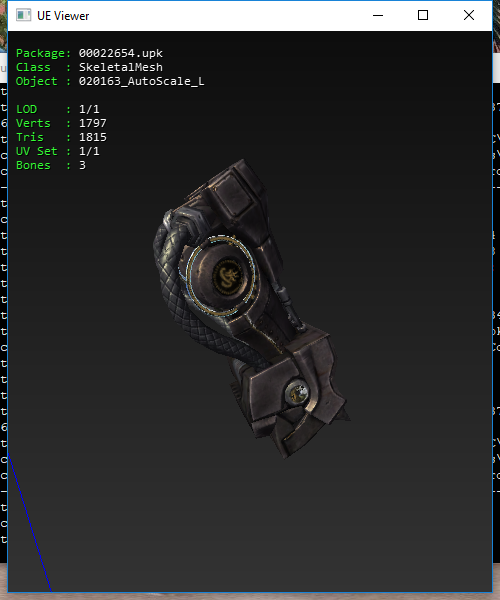 UE Viewer
Package: 00022654.upk
Class : SkeletalMesh
Object : 020163_AutoScale_L
LOD : 1/1
Verts : 1797
Tris : 1815
UV Set : 1/1
Bones : 3